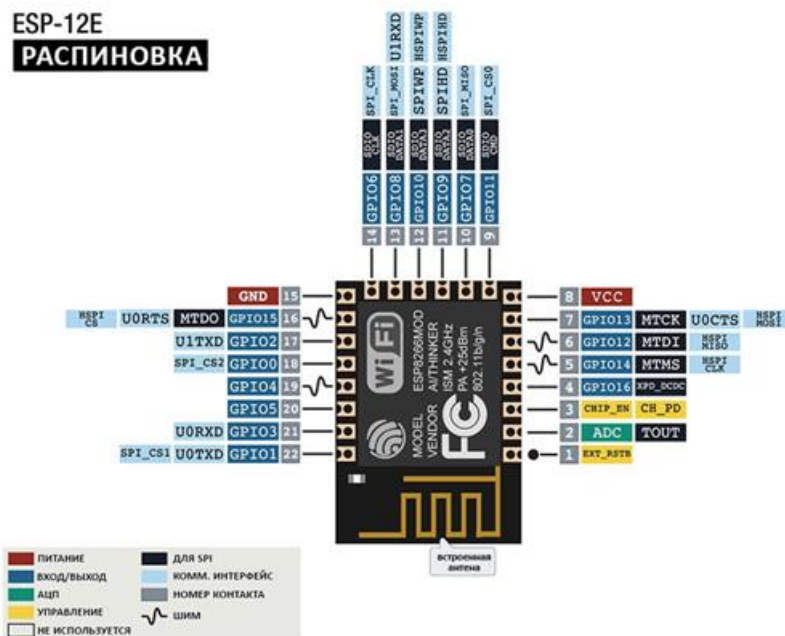 ESP-12E
РАСПИНОВКА
U1RXD HSPIWP HSPIHD
SPI_CLK SPI_MOSI SPIWP SPIHD SPI_MISO SPI_CS0
SDIO CLK SDIO DATA1 SDIO DATA3 SDIO DATA2 SDIO DATA0 SDIO CMD
GPIO6 GPIO8 GPIO10 GPIO9 GPIO7 GPIO11
14 13 12 11 10 9
GND 15
HSPI CS U0RTS MTDO GPIO15 16
U1TXD GPIO2 17
SPI_CS2 GPIO0 18
GPIO4 19
GPIO5 20
U0RXD GPIO3 21
SPI_CS1 U0TXD GPIO1 22
WiFi
MODEL ESP8266MOD
VENDOR AI/THINKER
ISM 2.4GHz
PA +25dBm
802.11b/g/n
FC
8 VCC
7 GPIO13 MTCK U0CTS HSPI MOSI
6 GPIO12 MTDI HSPI MISO
5 GPIO14 MTMS HSPI CLK
4 GPIO16 XPD_DCDC
3 CHIP_EN CH_PD
2 ADC TOUT
1 EXT_RSTB
встроенная
антена
ПИТАНИЕ
ВХОД/ВЫХОД
АЦП
УПРАВЛЕНИЕ
НЕ ИСПОЛЬЗУЕТСЯ
ДЛЯ SPI
КОММ. ИНТЕРФЕЙС
НОМЕР КОНТАКТА
ШИМ